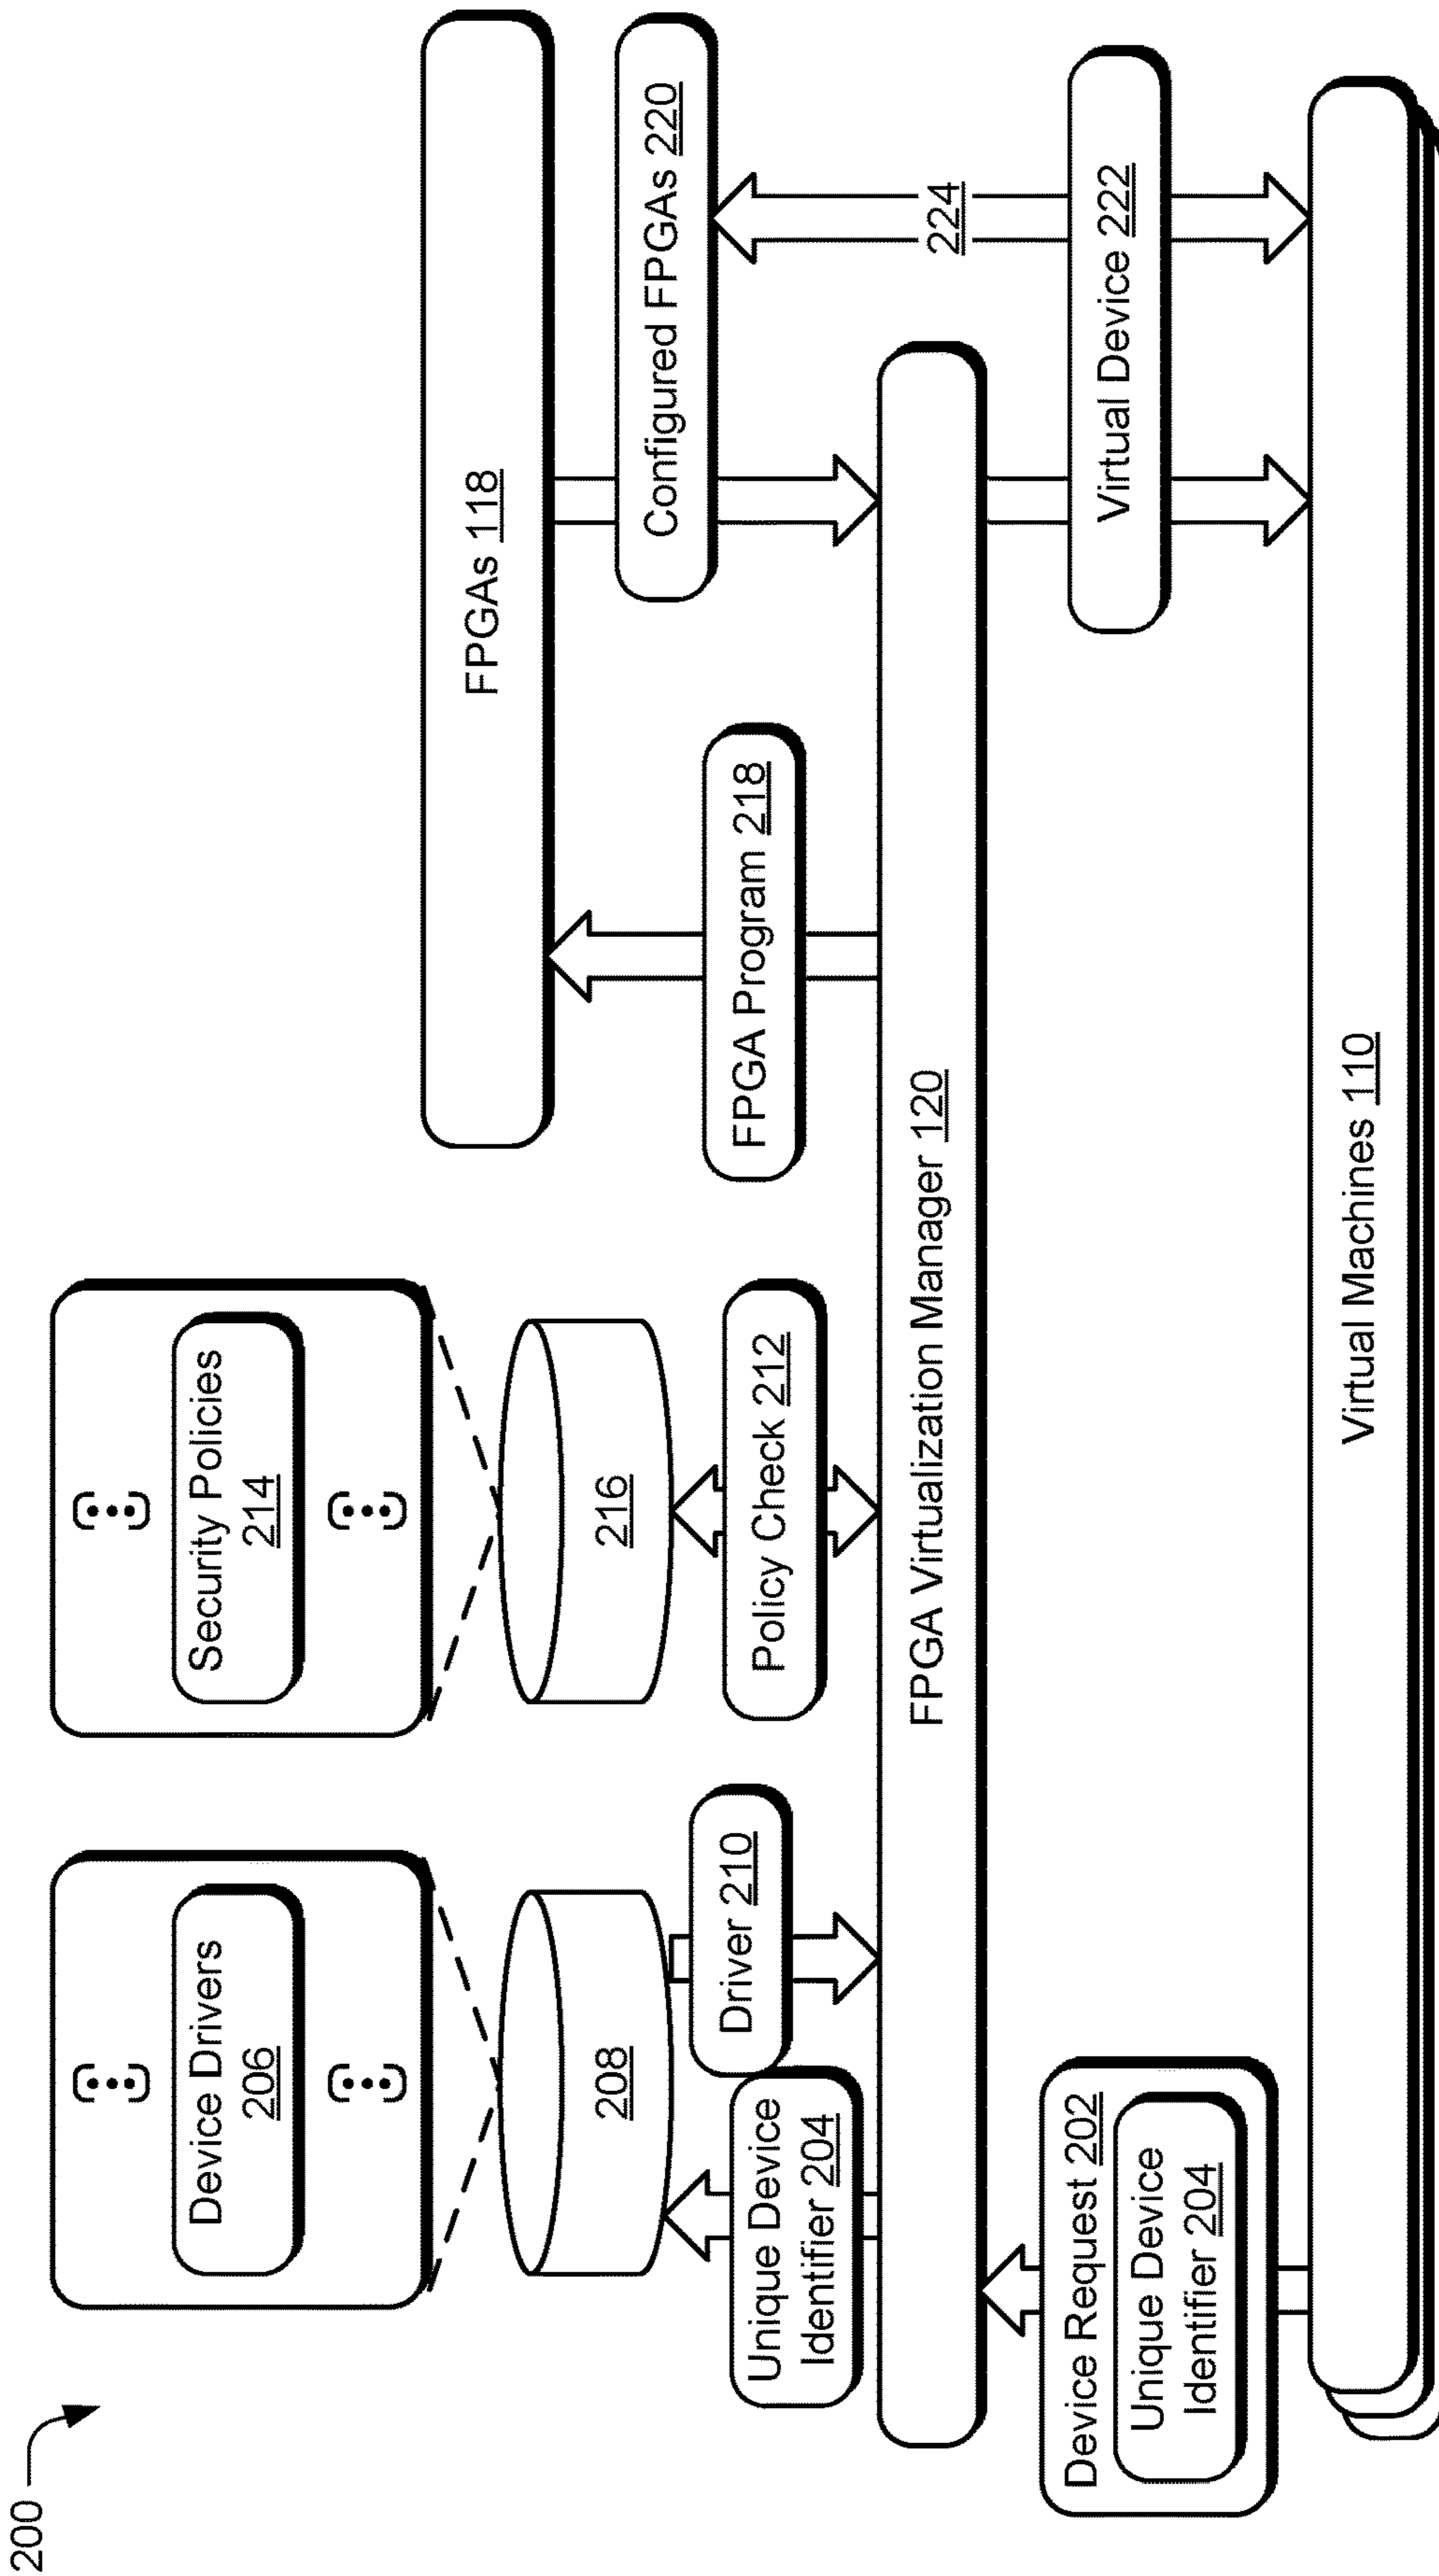 200
Device Drivers
206
Security Policies
214
208
216
FPGAs 118
Unique Device
Identifier 204
Driver 210
Policy Check 212
FPGA Program 218
Configured FPGAs 220
FPGA Virtualization Manager 120
224
Device Request 202
Unique Device
Identifier 204
Virtual Device 222
Virtual Machines 110